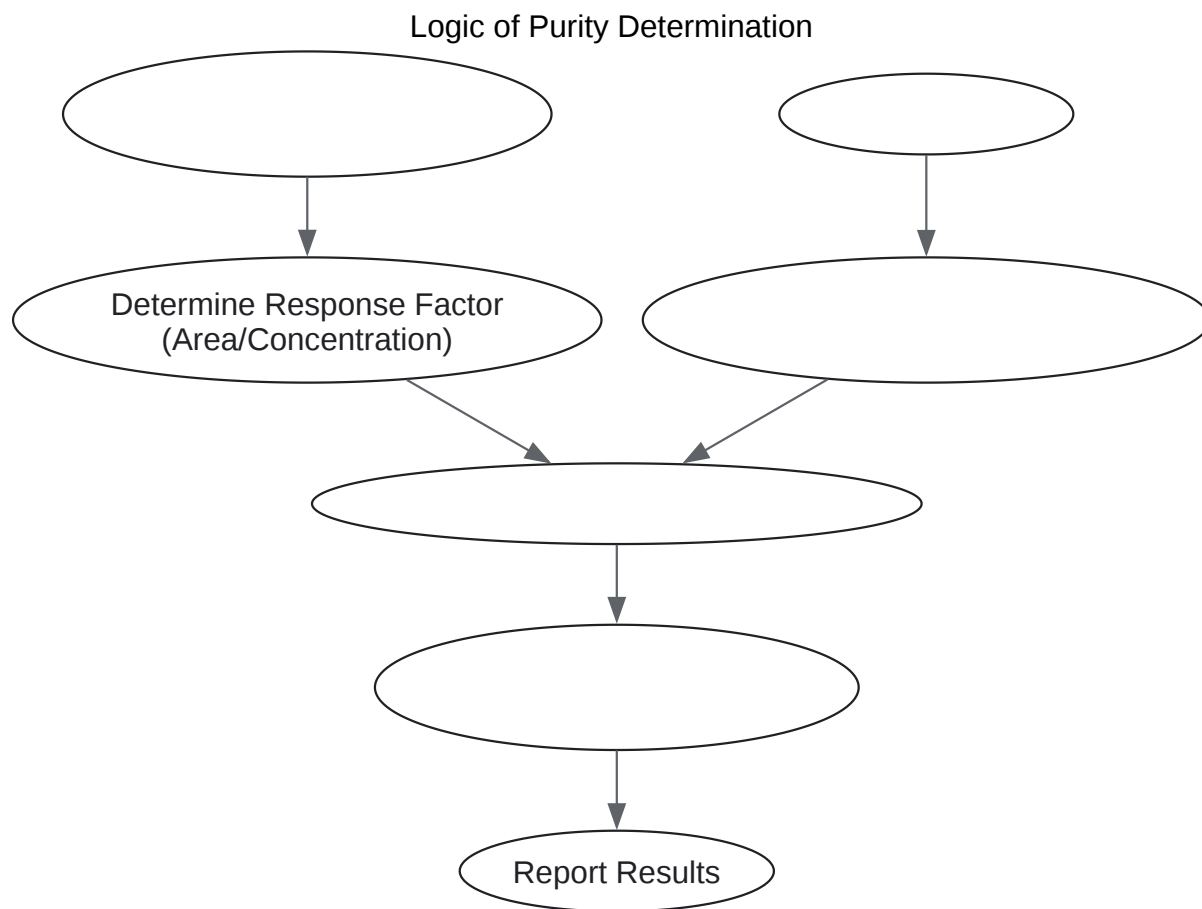 Logic of Purity Determination
Determine Response Factor
(Area/Concentration)
Report Results